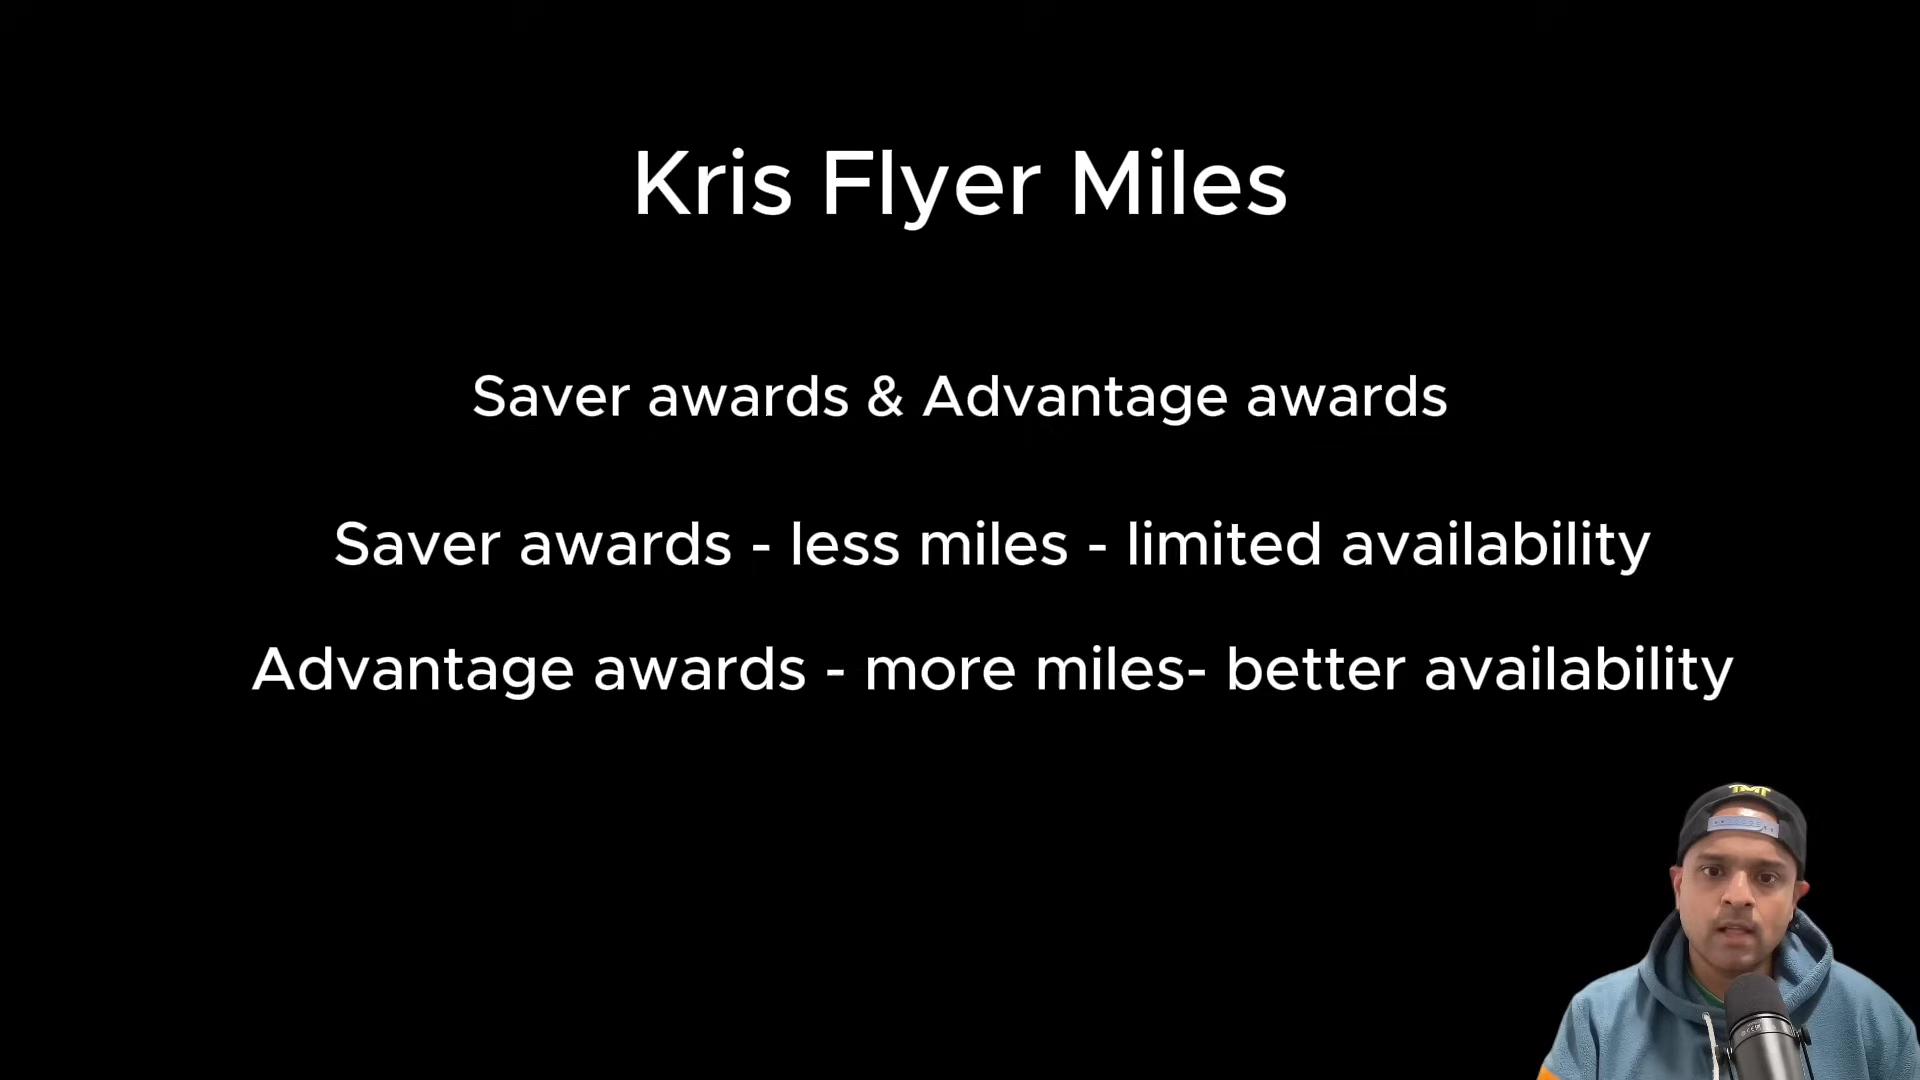 Kris Flyer Miles
Saver awards & Advantage awards
Saver awards - less miles - limited availability
Advantage awards - more miles- better availability
TMT